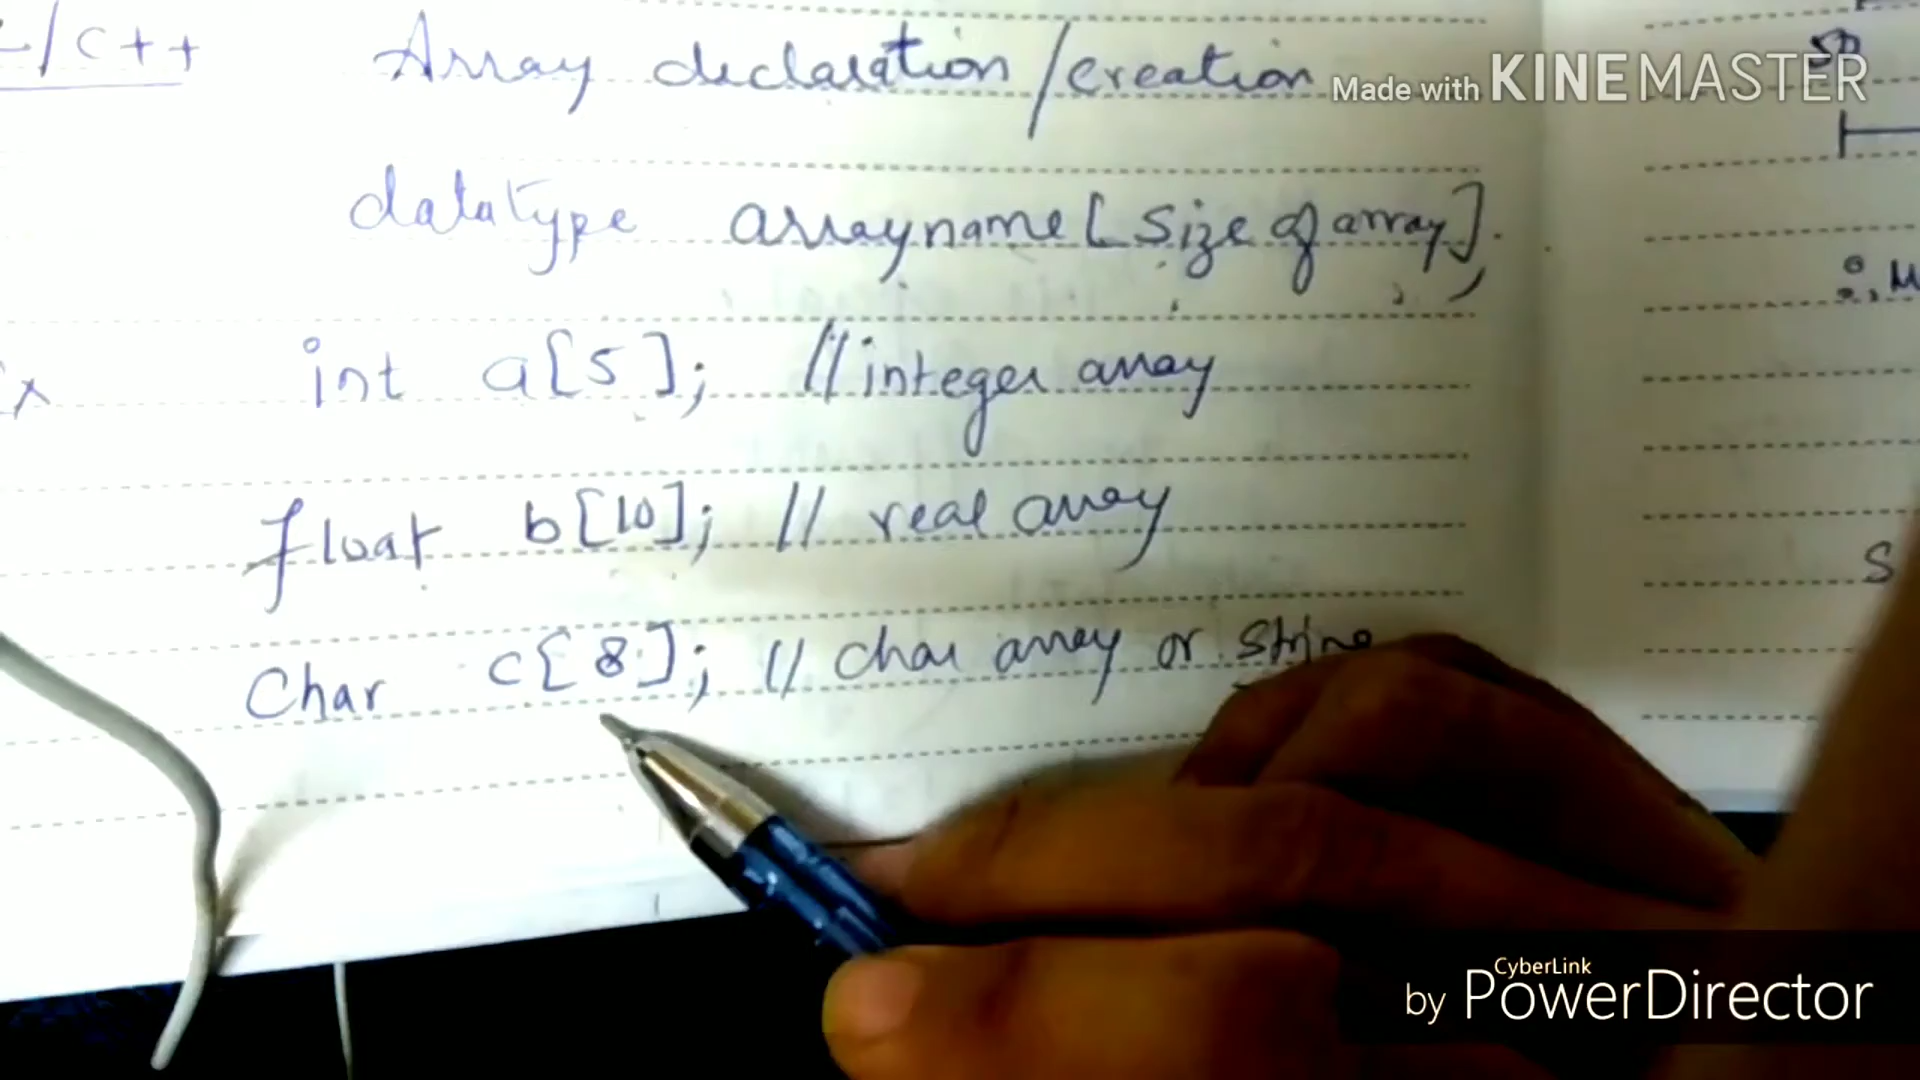 /C++ Array declaration/creation
Made with KINEMASTER
datatype arrayname[size of array];
int a[5]; //integer array
float b[10]; // real array
Char c[8]; // char array or string
CyberLink
by PowerDirector